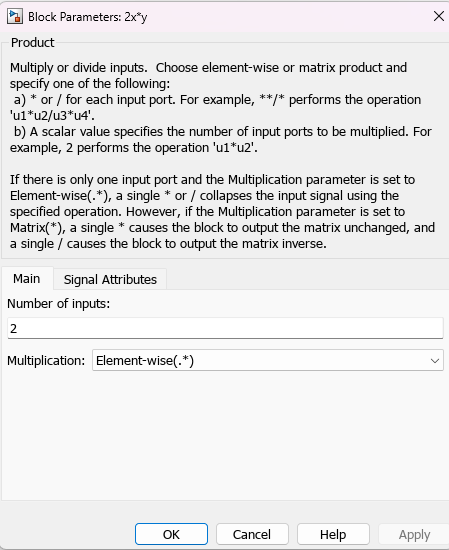 Block Parameters: 2x*y
Product
Multiply or divide inputs.  Choose element-wise or matrix product and
specify one of the following:
a) * or / for each input port. For example, **/* performs the operation
'u1*u2/u3*u4'.
b) A scalar value specifies the number of input ports to be multiplied. For
example, 2 performs the operation 'u1*u2'.
If there is only one input port and the Multiplication parameter is set to
Element-wise(.*), a single * or / collapses the input signal using the
specified operation. However, if the Multiplication parameter is set to
Matrix(*), a single * causes the block to output the matrix unchanged, and
a single / causes the block to output the matrix inverse.
Main Signal Attributes
Number of inputs:
2
Multiplication: Element-wise(.*)
OK Cancel Help Apply